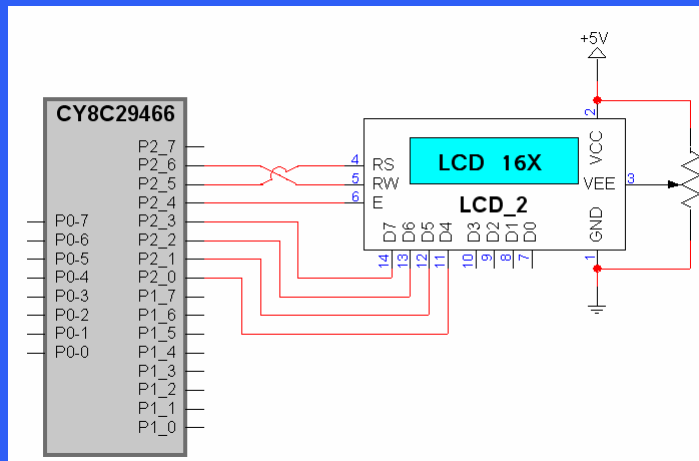 +5V
CY8C29466
P2_7
P2_6
P2_5
P2_4
P2_3
P2_2
P2_1
P2_0
P1_7
P1_6
P1_5
P1_4
P1_3
P1_2
P1_1
P1_0
P0-7
P0-6
P0-5
P0-4
P0-3
P0-2
P0-1
P0-0
4 RS
5 RW
6 E
LCD 16X
LCD_2
2 VCC
VEE 3
GND 1
D7 D6 D5 D4 D3 D2 D1 D0
14 13 12 11 10 9 8 7